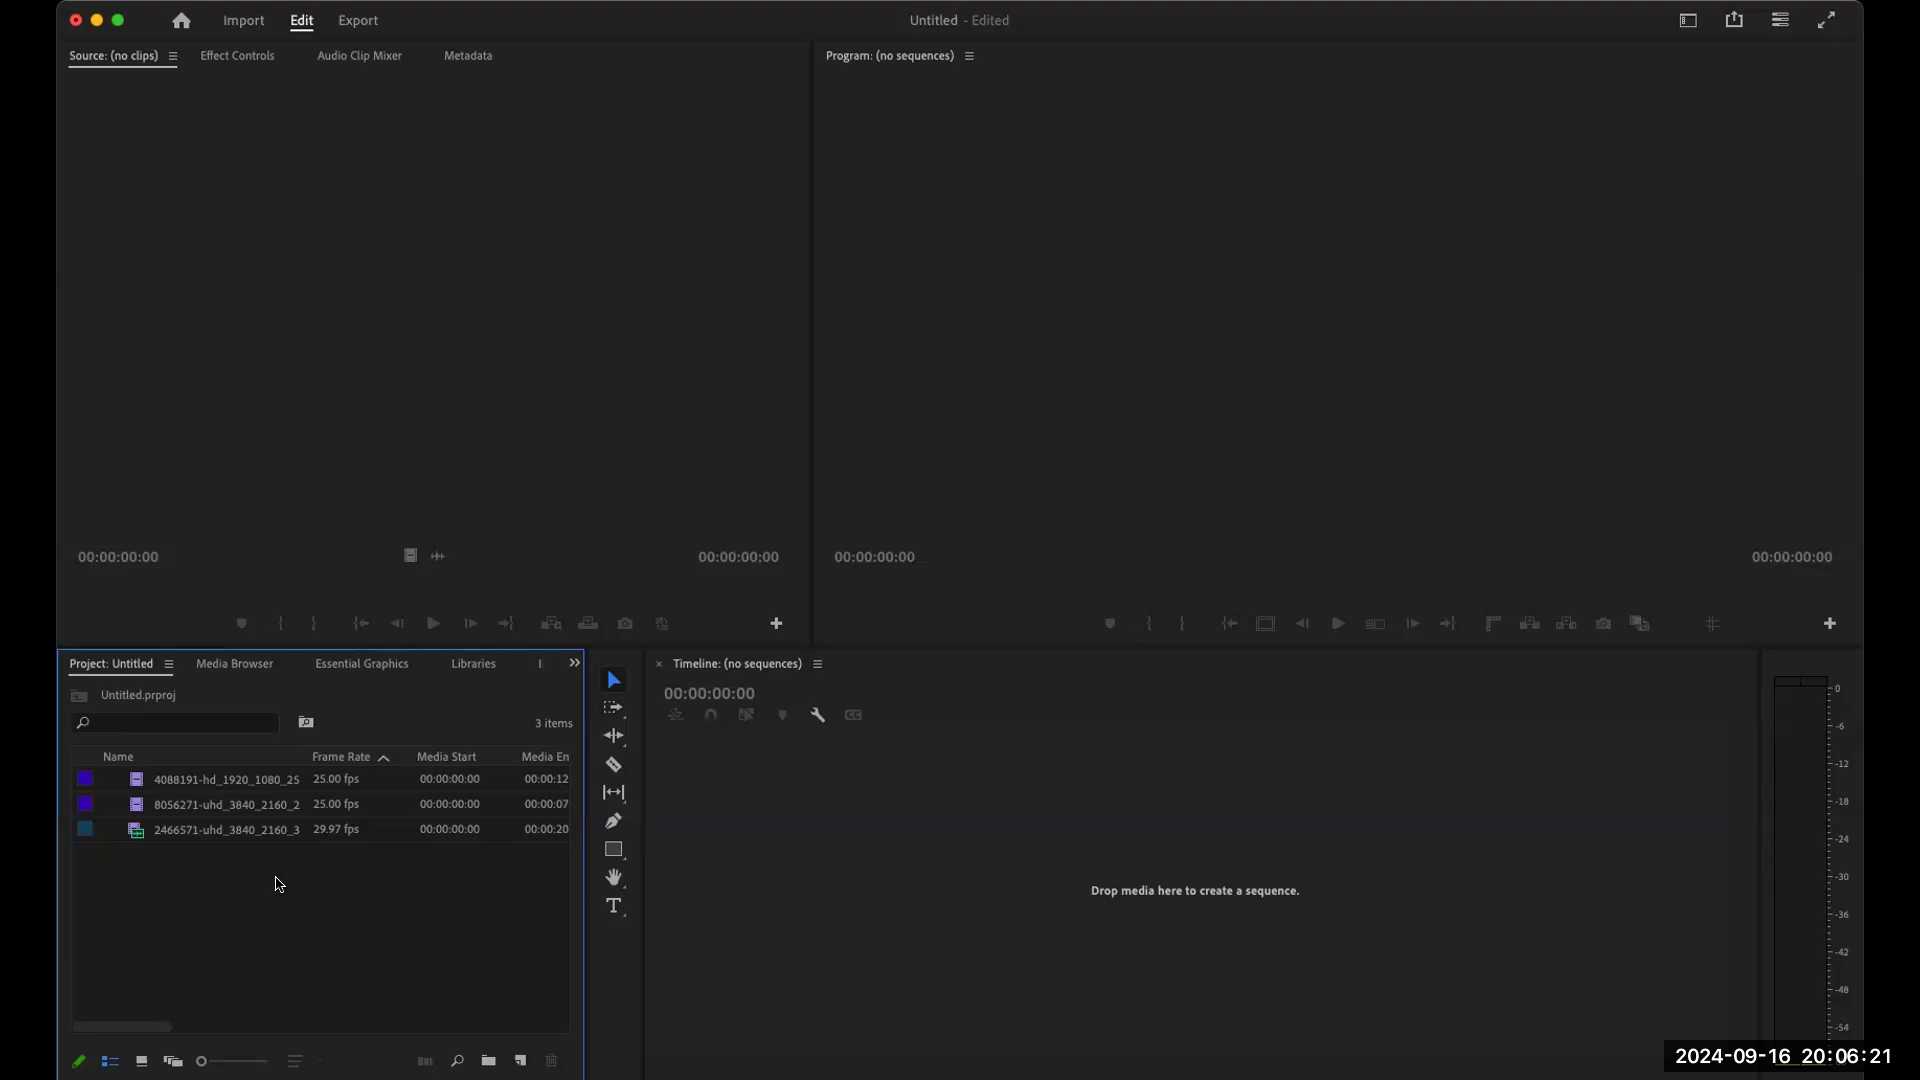 Import Edit Export Untitled - Edited
Source: (no clips) Effect Controls Audio Clip Mixer Metadata Program: (no sequences)
00:00:00:00 00:00:00:00 00:00:00:00 00:00:00:00
Project: Untitled Media Browser Essential Graphics Libraries I × Timeline: (no sequences)
Untitled.prproj 00:00:00:00
3 items
Name Frame Rate Media Start Media En
4088191-hd_1920_1080_25 25.00 fps 00:00:00:00 00:00:12
8056271-uhd_3840_2160_2 25.00 fps 00:00:00:00 00:00:07
2466571-uhd_3840_2160_3 29.97 fps 00:00:00:00 00:00:20
Drop media here to create a sequence.
0
-6
-12
-18
-24
-30
-36
-42
-48
-54
2024-09-16 20:06:21